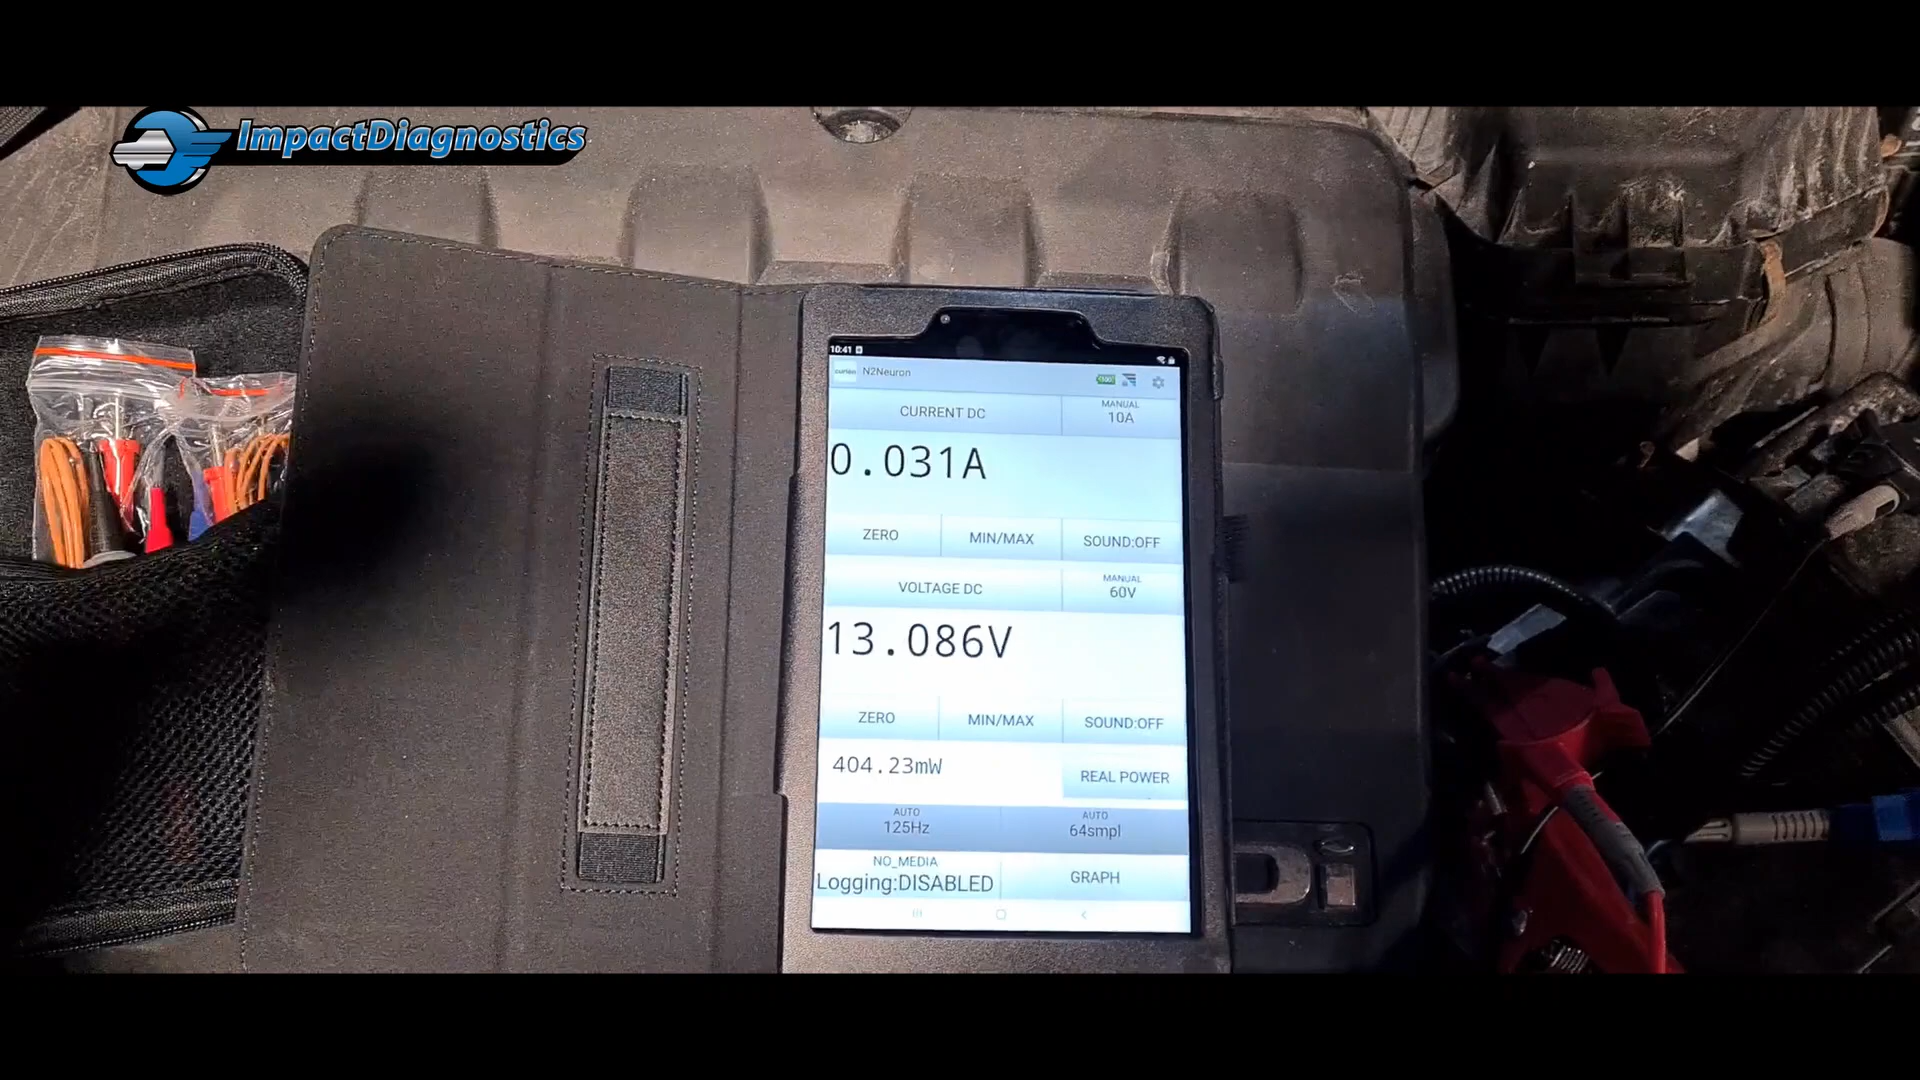 ImpactDiagnostics
10:41
N2Neuron
100
CURRENT DC
MANUAL
10A
0.031A
ZERO
MIN/MAX
SOUND:OFF
VOLTAGE DC
MANUAL
60V
13.086V
ZERO
MIN/MAX
SOUND:OFF
404.23mW
REAL POWER
AUTO
125Hz
AUTO
64smpl
NO_MEDIA
Logging:DISABLED
GRAPH